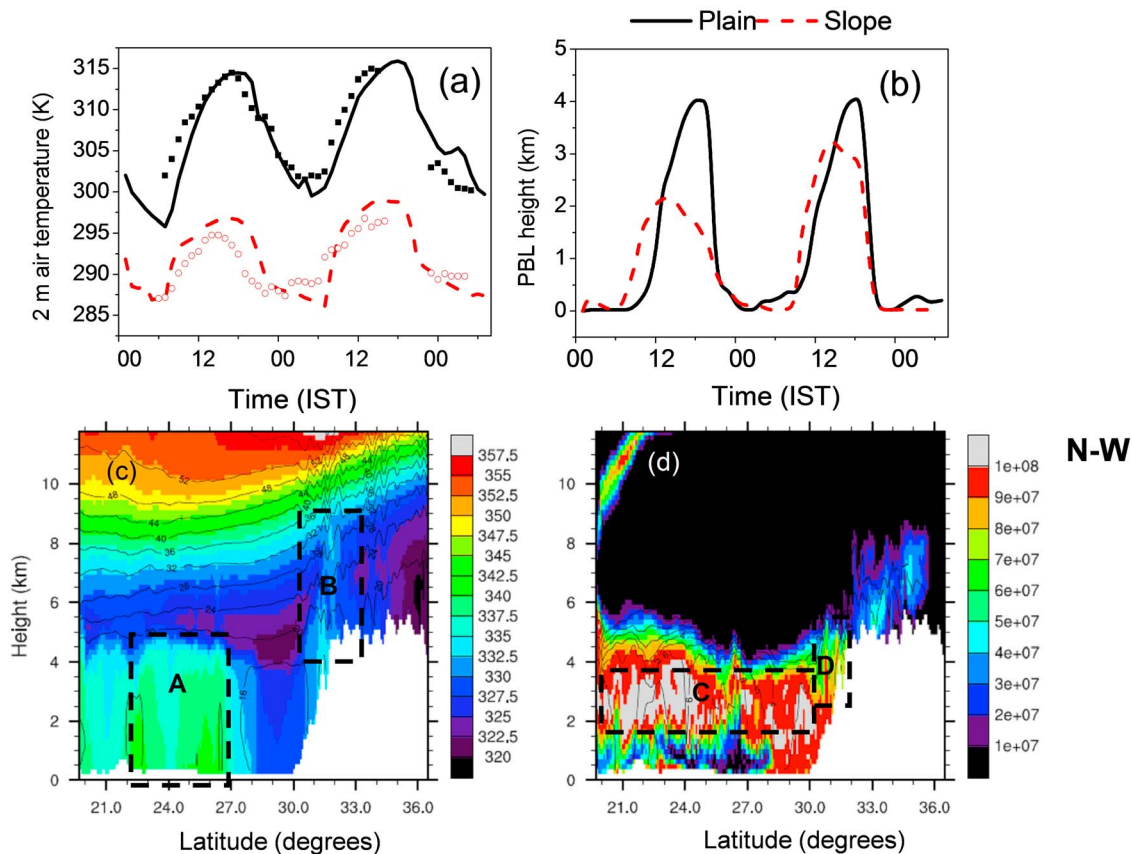 Plain Slope
(a)
2 m air temperature (K)
315
310
305
300
295
290
285
00 12 00 12 00
Time (IST)
(b)
PBL height (km)
5
4
3
2
1
0
00 12 00 12 00
Time (IST)
(c)
Height (km)
10
8
6
4
2
0
21.0 24.0 27.0 30.0 33.0 36.0
Latitude (degrees)
A
B
52
48
44
40
36
32
28
24
16
357.5
355
352.5
350
347.5
345
342.5
340
337.5
335
332.5
330
327.5
325
322.5
320
(d)
10
8
6
4
2
0
21.0 24.0 27.0 30.0 33.0 36.0
Latitude (degrees)
C
D
1e+08
9e+07
8e+07
7e+07
6e+07
5e+07
4e+07
3e+07
2e+07
1e+07
N-W